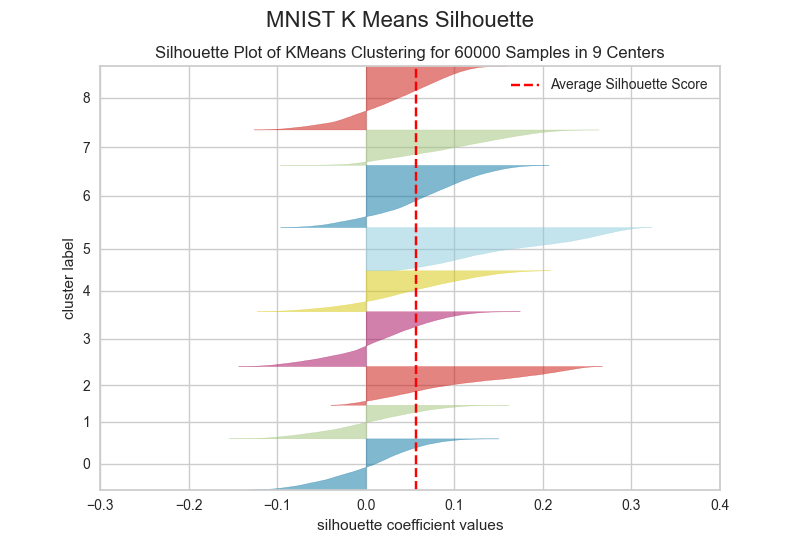 MNIST K Means Silhouette
Silhouette Plot of KMeans Clustering for 60000 Samples in 9 Centers
Average Silhouette Score
8
7
6
5
4
3
2
1
0
cluster label
−0.3 −0.2 −0.1 0.0 0.1 0.2 0.3 0.4
silhouette coefficient values